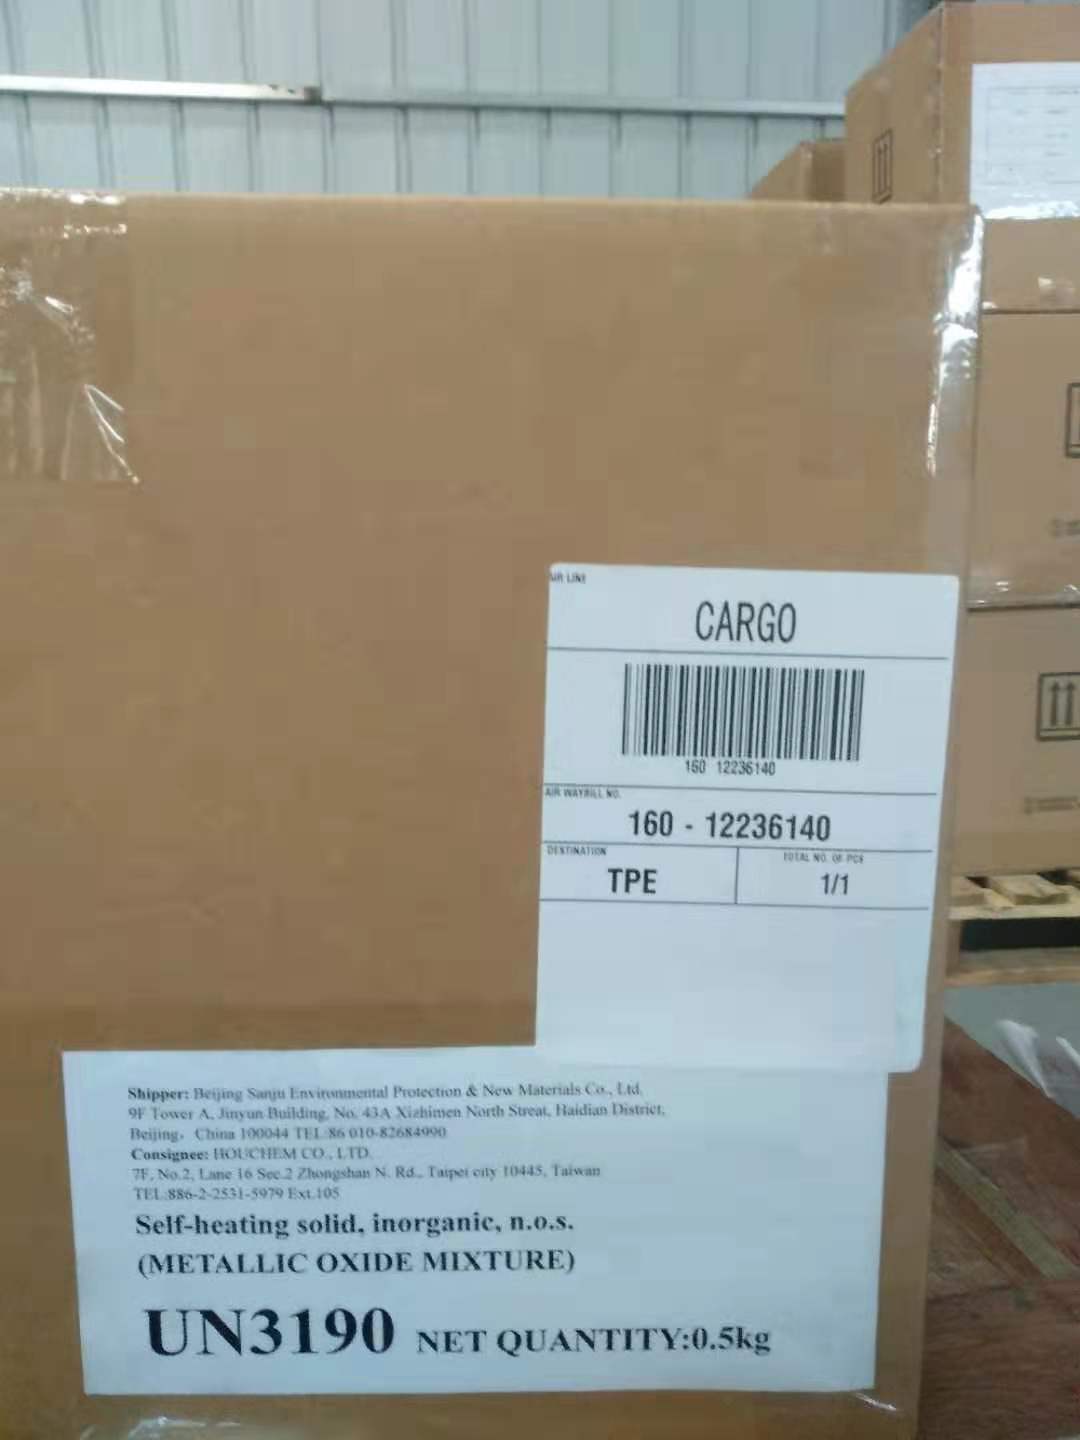 AIR LINE
CARGO
160 12236140
AIR WAYBILL NO.
160 - 12236140
DESTINATION
TOTAL NO. OF PCS
TPE
1/1
Shipper: Beijing Sanju Environmental Protection & New Materials Co., Ltd.
9F Tower A, Jinyun Building, No. 43A Xizhimen North Streat, Haidian District,
Beijing, China 100044 TEL:86 010-82684990
Consignee: HOUCHEM CO., LTD.
7F, No.2, Lane 16 Sec.2 Zhongshan N. Rd., Taipei city 10445, Taiwan
TEL:886-2-2531-5979 Ext.105
Self-heating solid, inorganic, n.o.s.
(METALLIC OXIDE MIXTURE)
UN3190 NET QUANTITY:0.5kg